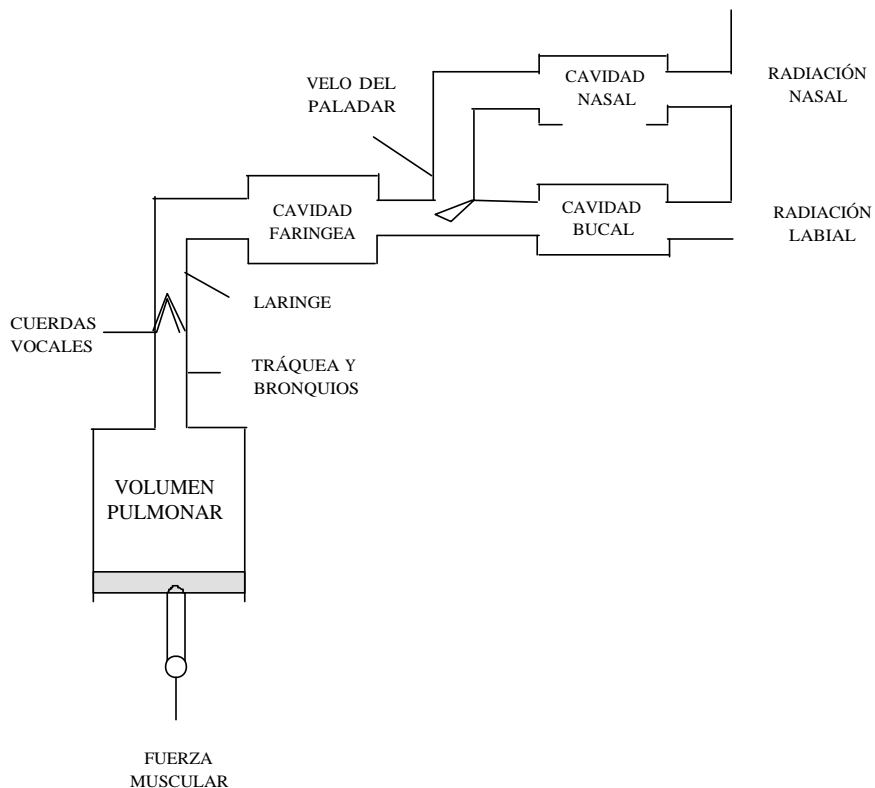 VELO DEL
PALADAR
CAVIDAD
NASAL
RADIACIÓN
NASAL
CAVIDAD
FARINGEA
CAVIDAD
BUCAL
RADIACIÓN
LABIAL
LARINGE
CUERDAS
VOCALES
TRÁQUEA Y
BRONQUIOS
VOLUMEN
PULMONAR
FUERZA
MUSCULAR